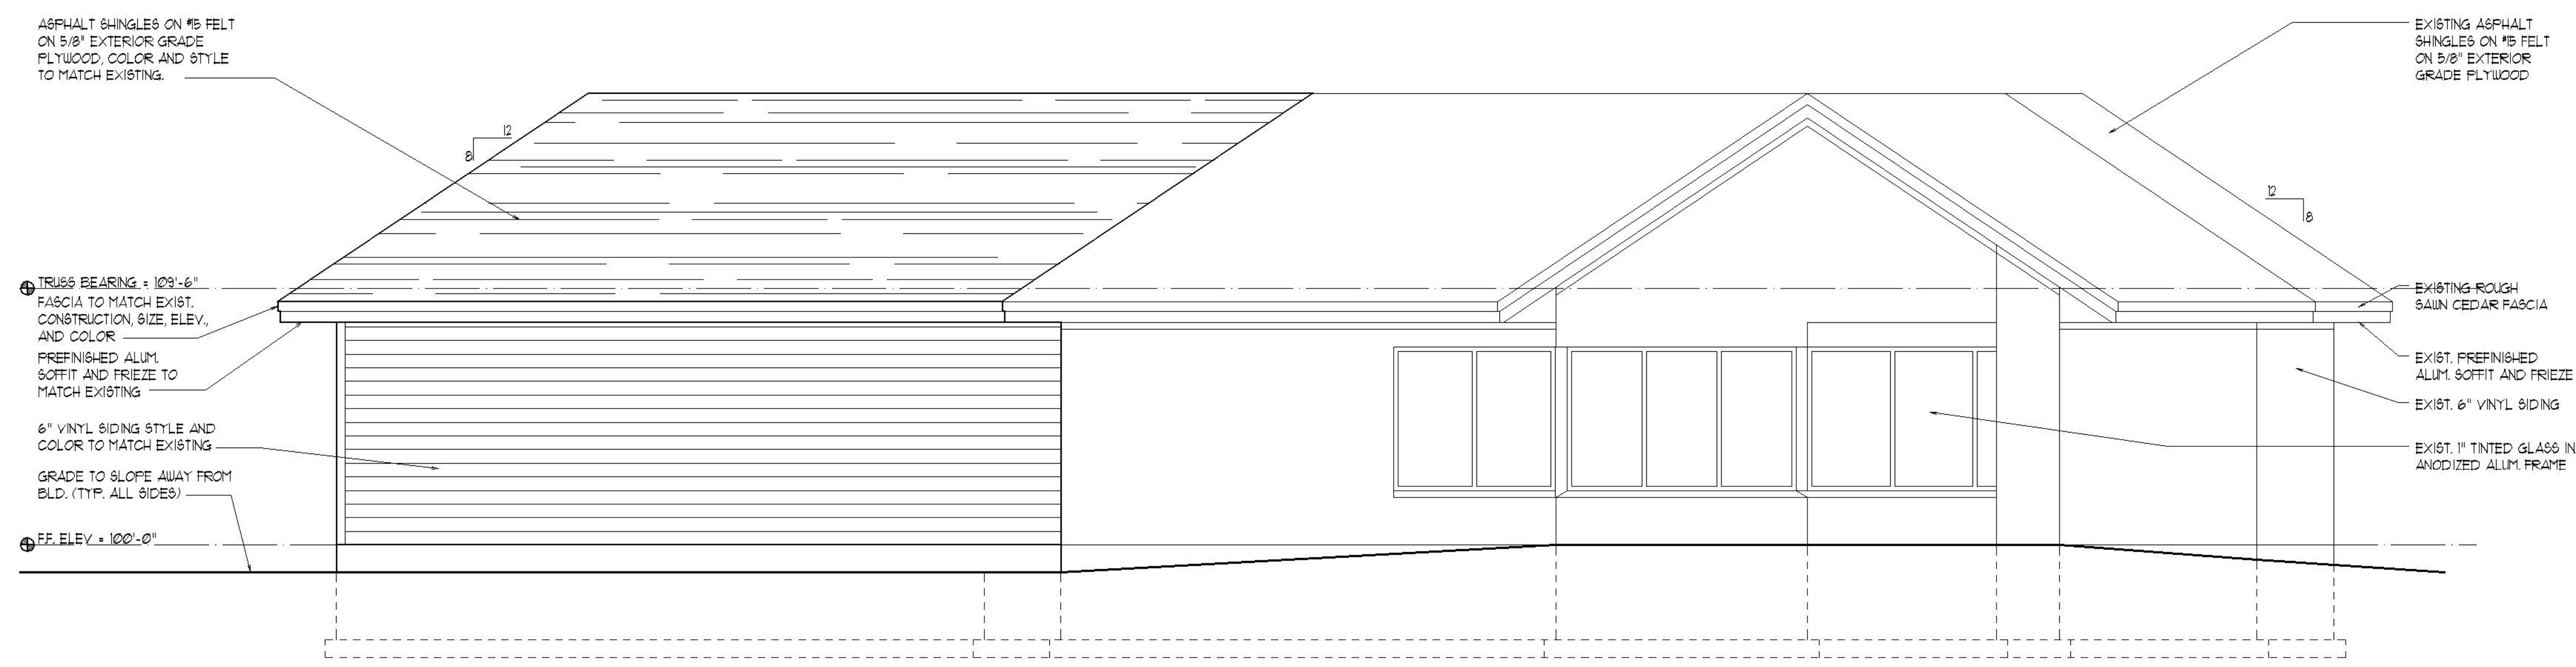 ASPHALT SHINGLES ON #15 FELT
ON 5/8" EXTERIOR GRADE
PLYWOOD, COLOR AND STYLE
TO MATCH EXISTING.
12
8
TRUSS BEARING = 109'-6"
FASCIA TO MATCH EXIST.
CONSTRUCTION, SIZE, ELEV.,
AND COLOR
PREFINISHED ALUM.
SOFFIT AND FRIEZE TO
MATCH EXISTING
6" VINYL SIDING STYLE AND
COLOR TO MATCH EXISTING
GRADE TO SLOPE AWAY FROM
BLD. (TYP. ALL SIDES)
F.F. ELEV = 100'-0"
EXISTING ASPHALT
SHINGLES ON #15 FELT
ON 5/8" EXTERIOR
GRADE PLYWOOD
12
8
EXISTING ROUGH
SAWN CEDAR FASCIA
EXIST. PREFINISHED
ALUM. SOFFIT AND FRIEZE
EXIST. 6" VINYL SIDING
EXIST. 1" TINTED GLASS IN
ANODIZED ALUM. FRAME